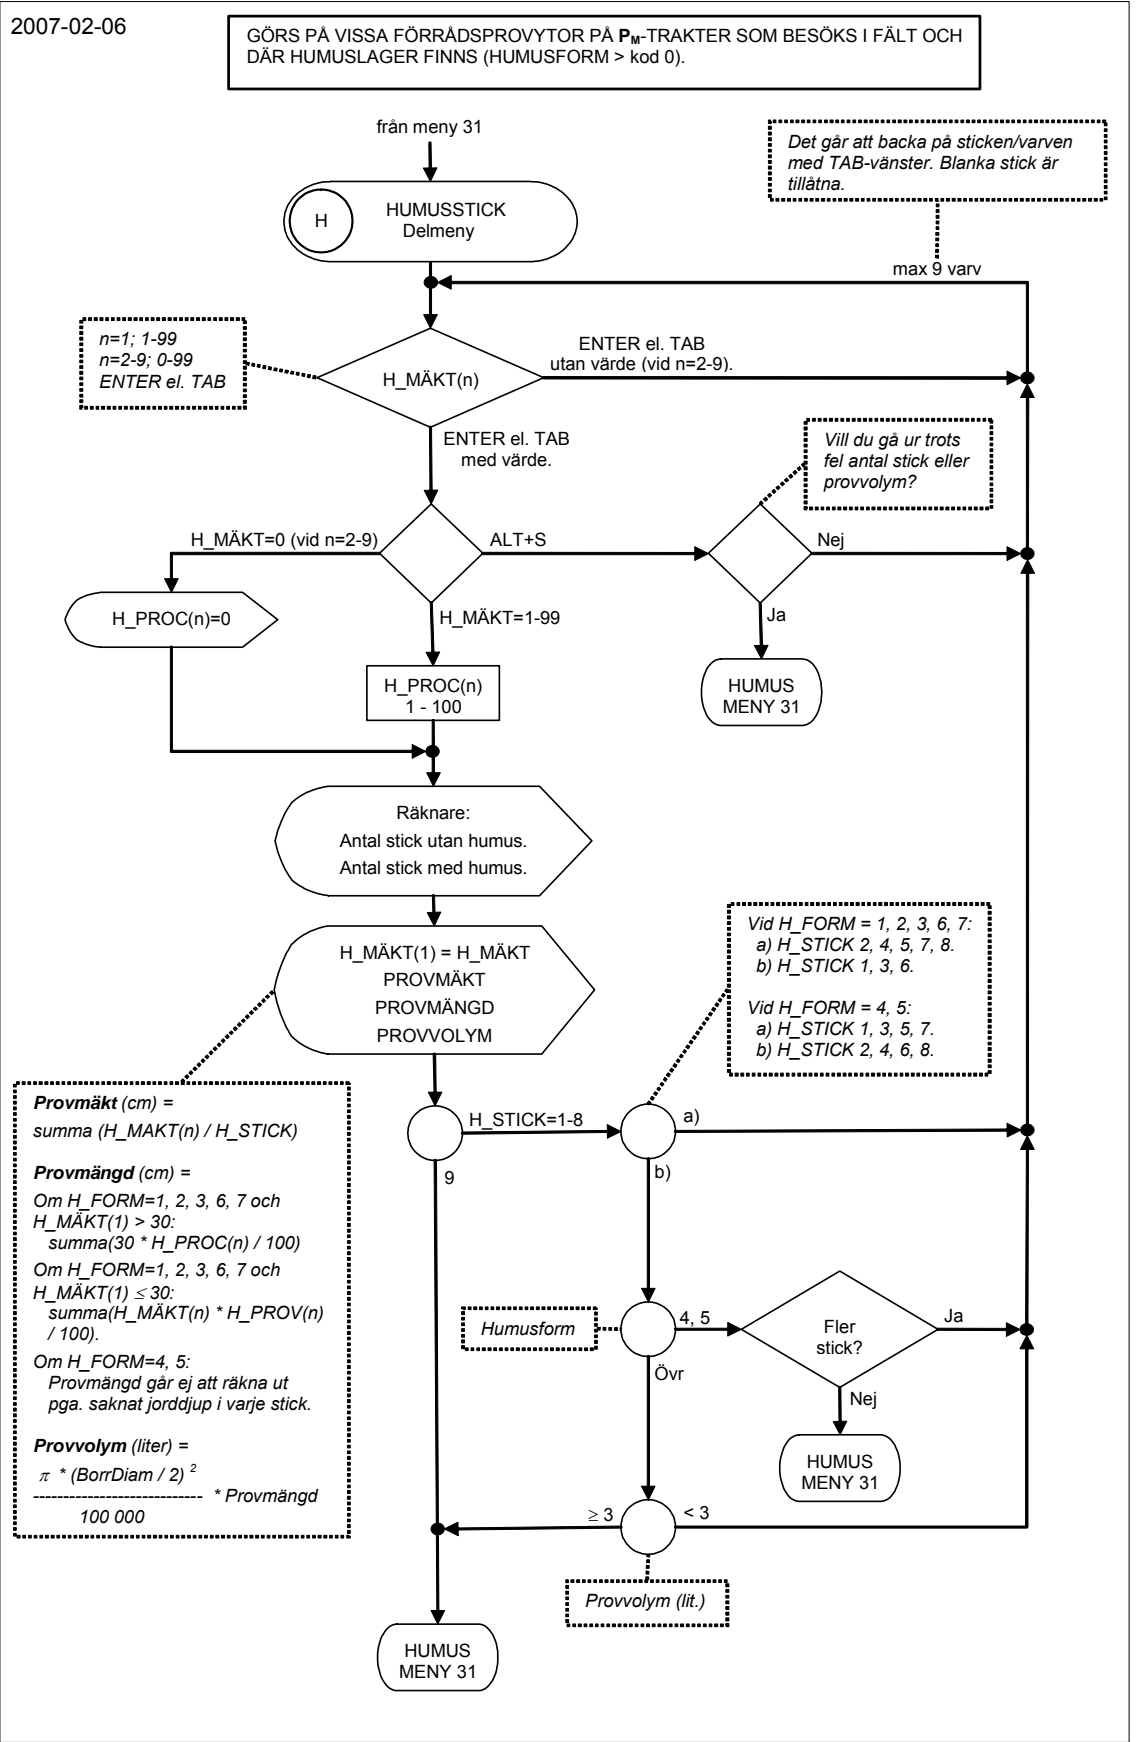 2007-02-06
GÖRS PÅ VISSA FÖRRÅDSPROVYTOR PÅ PM-TRAKTER SOM BESÖKS I FÄLT OCH
DÄR HUMUSLAGER FINNS (HUMUSFORM > kod 0).
från meny 31
Det går att backa på sticken/varven
med TAB-vänster. Blanka stick är
tillåtna.
H
HUMUSSTICK
Delmeny
max 9 varv
n=1; 1-99
n=2-9; 0-99
ENTER el. TAB
H_MÄKT(n)
ENTER el. TAB
utan värde (vid n=2-9).
ENTER el. TAB
med värde.
Vill du gå ur trots
fel antal stick eller
provvolym?
H_MÄKT=0 (vid n=2-9)
ALT+S
Nej
H_PROC(n)=0
H_MÄKT=1-99
Ja
H_PROC(n)
1 - 100
HUMUS
MENY 31
Räknare:
Antal stick utan humus.
Antal stick med humus.
H_MÄKT(1) = H_MÄKT
PROVMÄKT
PROVMÄNGD
PROVVOLYM
Vid H_FORM = 1, 2, 3, 6, 7:
a) H_STICK 2, 4, 5, 7, 8.
b) H_STICK 1, 3, 6.
Vid H_FORM = 4, 5:
a) H_STICK 1, 3, 5, 7.
b) H_STICK 2, 4, 6, 8.
H_STICK=1-8
a)
b)
9
Provmäkt (cm) =
summa (H_MAKT(n) / H_STICK)
Provmängd (cm) =
Om H_FORM=1, 2, 3, 6, 7 och
H_MÄKT(1) > 30:
summa(30 * H_PROC(n) / 100)
Om H_FORM=1, 2, 3, 6, 7 och
H_MÄKT(1) ≤ 30:
summa(H_MÄKT(n) * H_PROV(n)
/ 100).
Om H_FORM=4, 5:
Provmängd går ej att räkna ut
pga. saknat jorddjup i varje stick.
Provvolym (liter) =
π * (BorrDiam / 2) 2
---------------------------- * Provmängd
100 000
Humusform
4, 5
Fler
stick?
Ja
Övr
Nej
HUMUS
MENY 31
≥ 3
< 3
Provvolym (lit.)
HUMUS
MENY 31